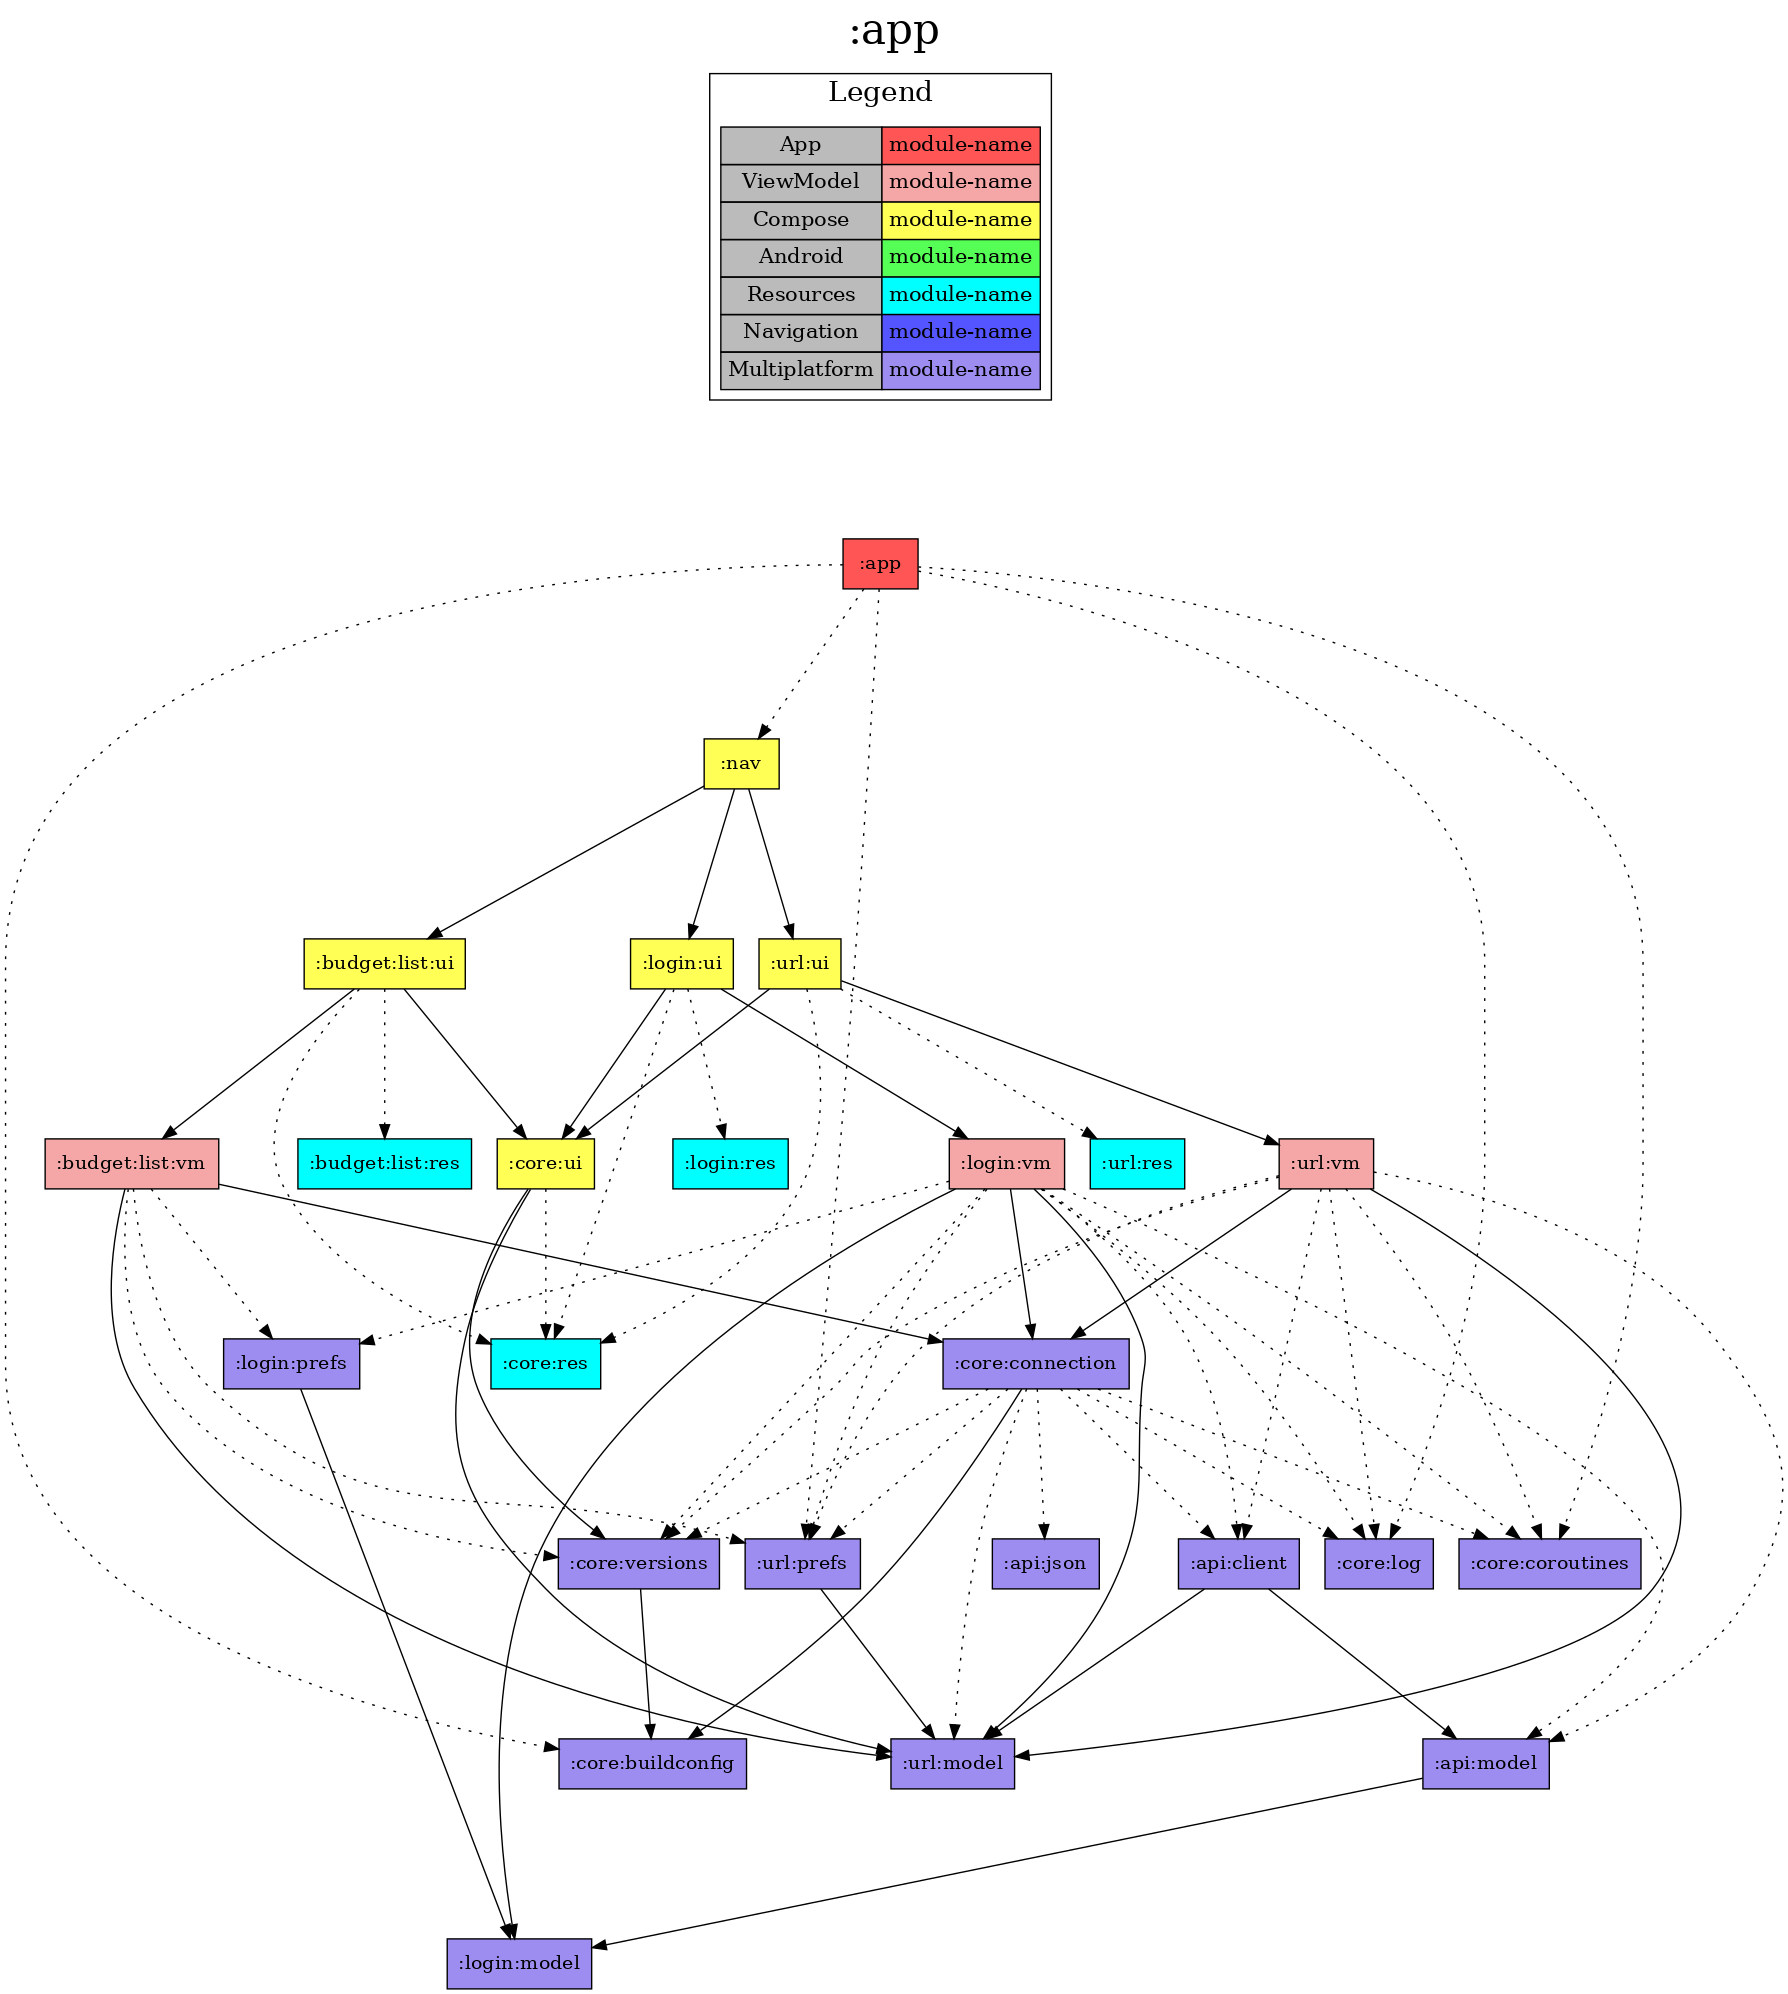 :app
Legend
App module-name
ViewModel module-name
Compose module-name
Android module-name
Resources module-name
Navigation module-name
Multiplatform module-name
:app
:nav
:budget:list:ui :login:ui :url:ui
:budget:list:vm :budget:list:res :core:ui :login:res :login:vm :url:res :url:vm
:login:prefs :core:res :core:connection
:core:versions :url:prefs :api:json :api:client :core:log :core:coroutines
:core:buildconfig :url:model :api:model
:login:model